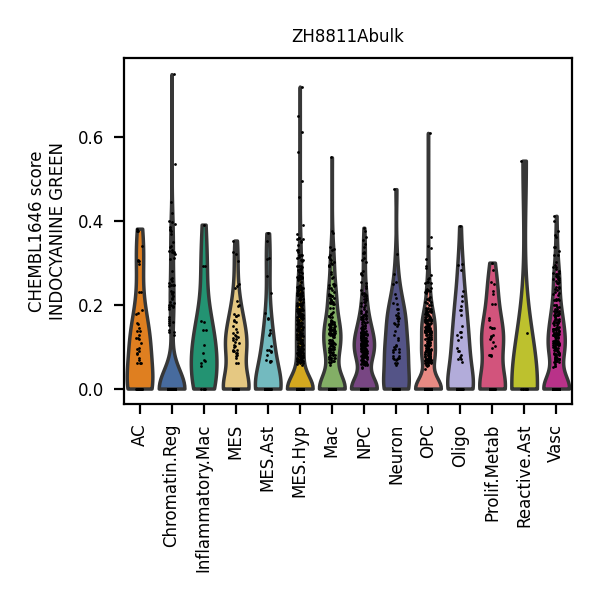 ZH8811Abulk
CHEMBL1646 score
INDOCYANINE GREEN
0.6
0.4
0.2
0.0
AC
Chromatin.Reg
Inflammatory.Mac
MES
MES.Ast
MES.Hyp
Mac
NPC
Neuron
OPC
Oligo
Prolif.Metab
Reactive.Ast
Vasc